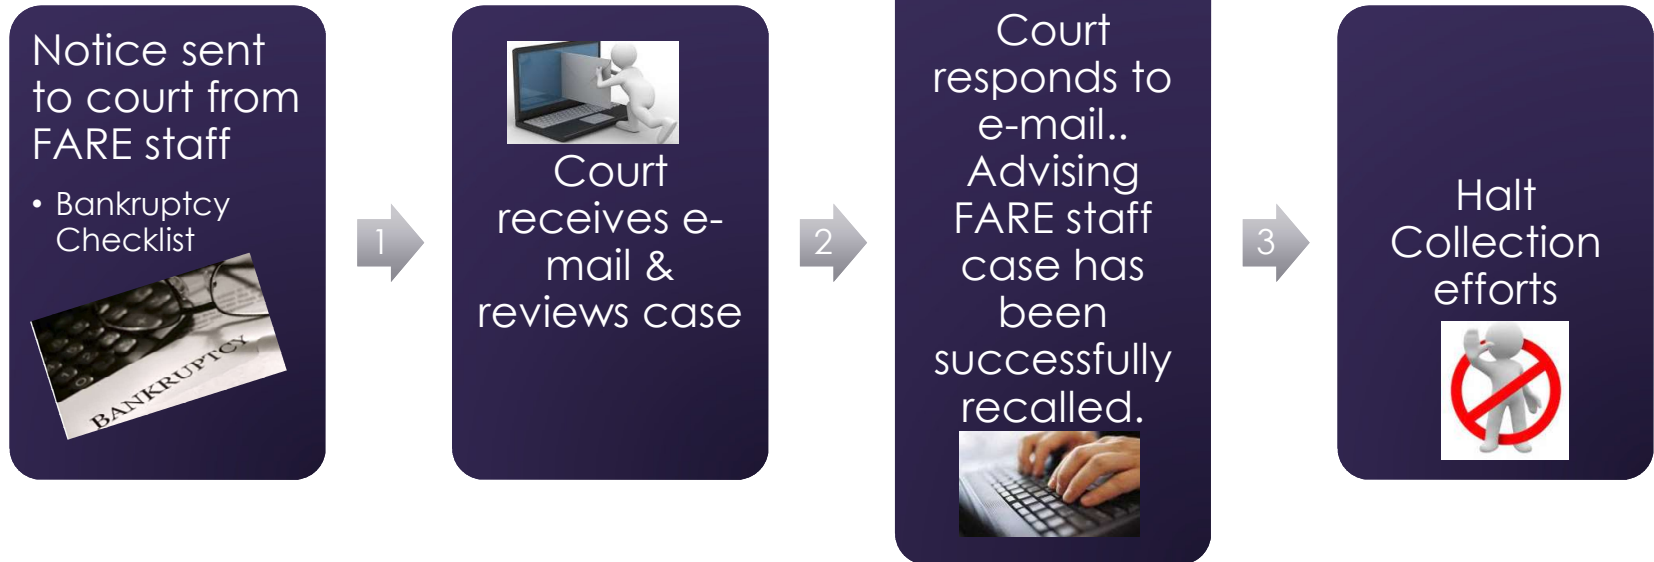 Notice sent
to court from
FARE staff
• Bankruptcy
Checklist
BANKRUPTCY
1
Court
receives e-
mail &
reviews case
2
Court
responds to
e-mail..
Advising
FARE staff
case has
been
successfully
recalled.
3
Halt
Collection
efforts